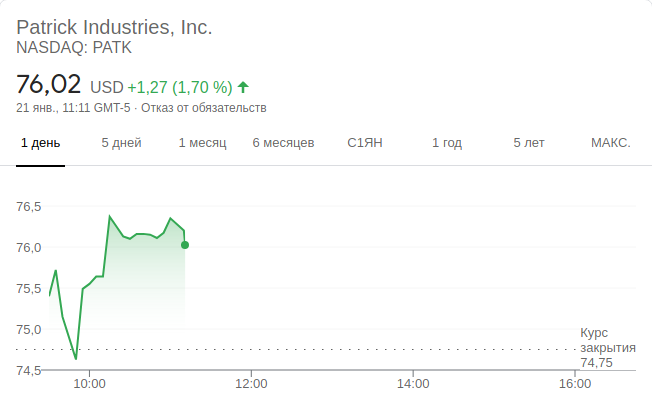 Patrick Industries, Inc.
NASDAQ: PATK
76,02 USD +1,27 (1,70 %)
21 янв., 11:11 GMT-5 · Отказ от обязательств
1 день 5 дней 1 месяц 6 месяцев С1ЯН 1 год 5 лет МАКС.
76,5
76,0
75,5
75,0
Курс
закрытия
74,75
74,5
10:00 12:00 14:00 16:00